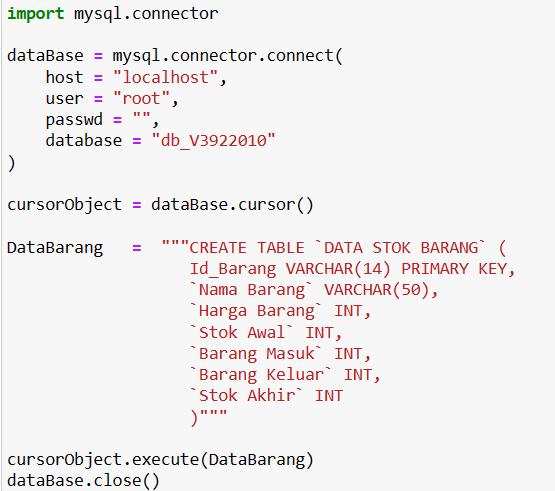 import mysql.connector

dataBase = mysql.connector.connect(
    host = "localhost",
    user = "root",
    passwd = "",
    database = "db_V3922010"
)

cursorObject = dataBase.cursor()

DataBarang   =  """CREATE TABLE `DATA STOK BARANG` (
                   Id_Barang VARCHAR(14) PRIMARY KEY,
                   `Nama Barang` VARCHAR(50),
                   `Harga Barang` INT,
                   `Stok Awal` INT,
                   `Barang Masuk` INT,
                   `Barang Keluar` INT,
                   `Stok Akhir` INT
                   )"""

cursorObject.execute(DataBarang)
dataBase.close()